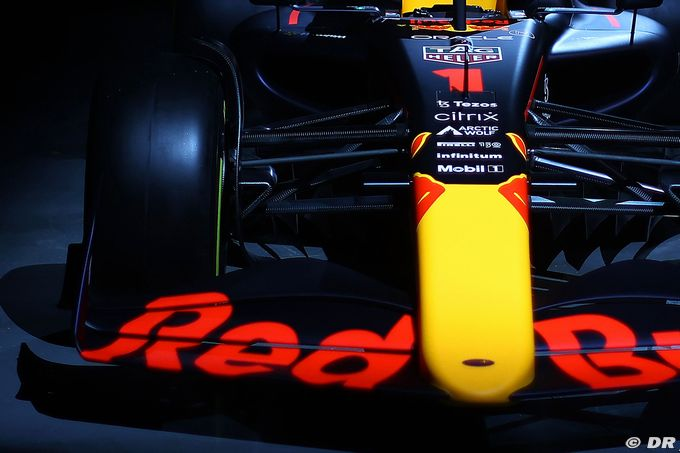 ORACLE
TAG
HEUER
1
TEZOS
citrix
ARCTIC
WOLF
Infinitum
Mobil 1
Red Bu
© DR